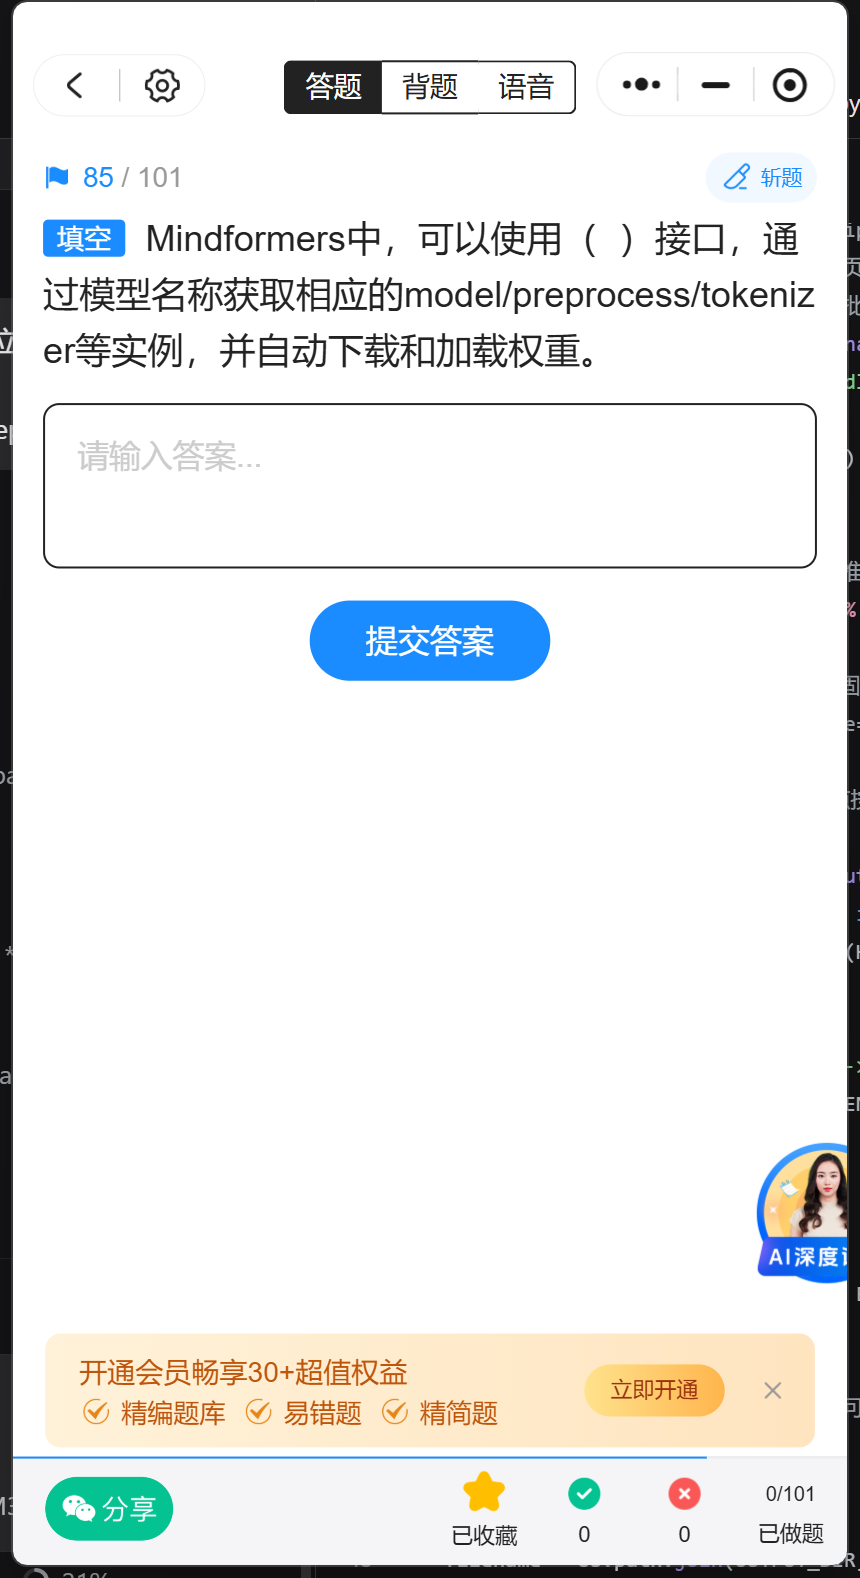 答题 背题 语音
85 / 101
斩题
填空 Mindformers中，可以使用（ ）接口，通
过模型名称获取相应的model/preprocess/tokeniz
er等实例，并自动下载和加载权重。
请输入答案...
提交答案
AI深度
开通会员畅享30+超值权益
精编题库 易错题 精简题
立即开通
分享
已收藏
0
0
0/101
已做题